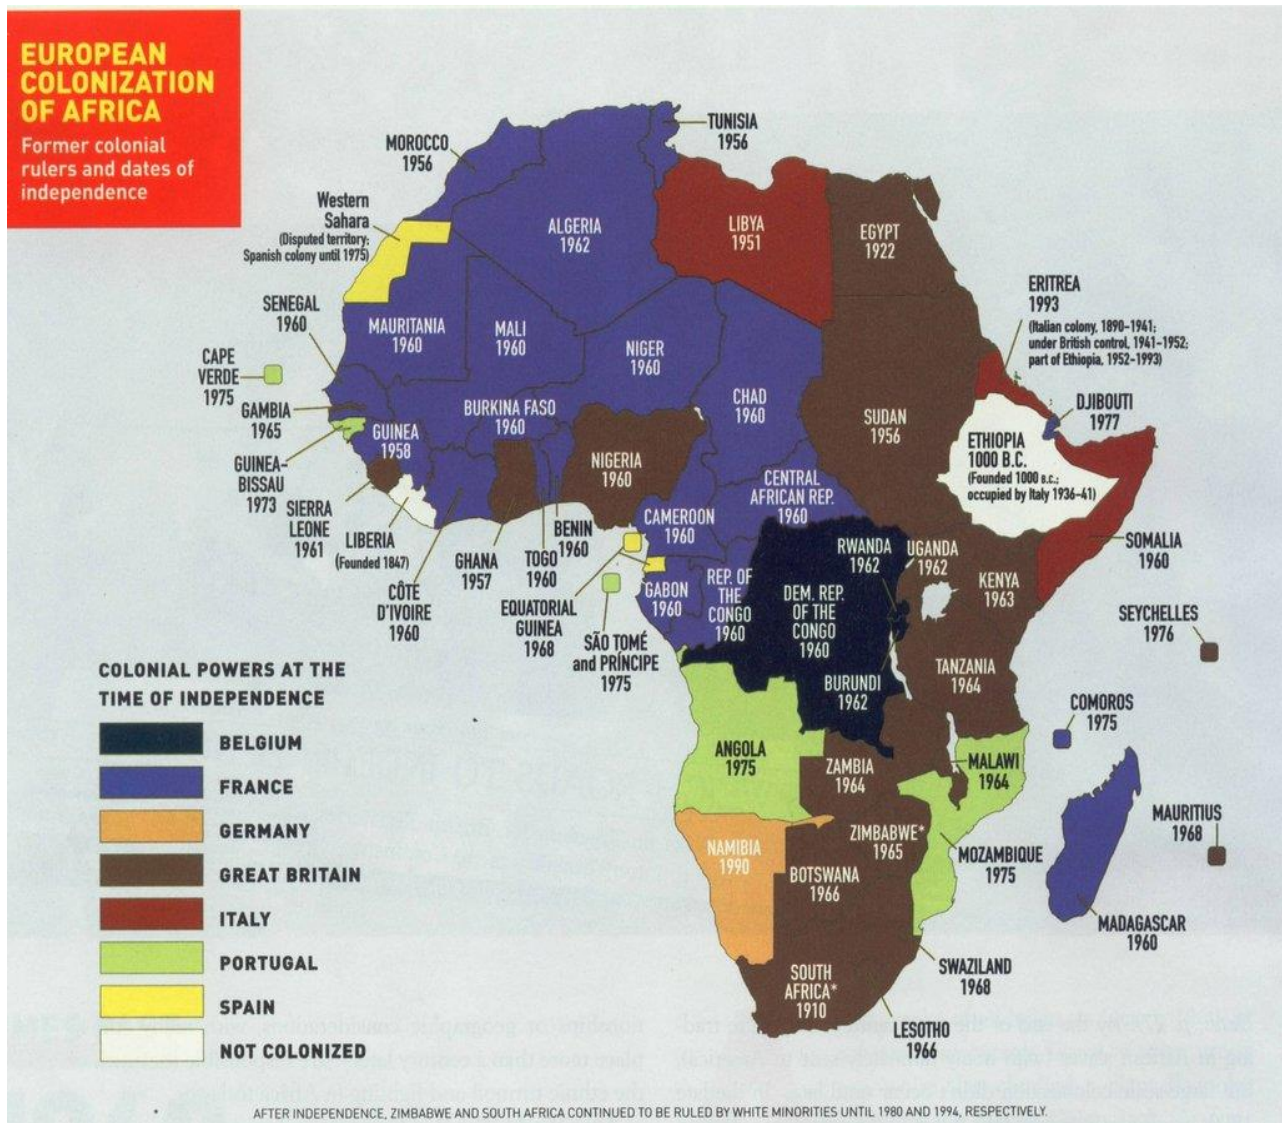 EUROPEAN
COLONIZATION
OF AFRICA
Former colonial
rulers and dates of
independence
MOROCCO
1956
TUNISIA
1956
Western
Sahara
(Disputed territory;
Spanish colony until 1975)
ALGERIA
1962
LIBYA
1951
EGYPT
1922
ERITREA
1993
(Italian colony, 1890–1941;
under British control, 1941–1952;
part of Ethiopia, 1952–1993)
SENEGAL
1960
MAURITANIA
1960
MALI
1960
NIGER
1960
CAPE
VERDE
1975
CHAD
1960
SUDAN
1956
DJIBOUTI
1977
GAMBIA
1965
BURKINA FASO
1960
GUINEA
1958
ETHIOPIA
1000 B.C.
(Founded 1000 B.C.;
occupied by Italy 1936–41)
GUINEA–
BISSAU
1973
NIGERIA
1960
CENTRAL
AFRICAN REP.
1960
SIERRA
LEONE
1961
LIBERIA
(Founded 1847)
CÔTE
D'IVOIRE
1960
GHANA
1957
TOGO
1960
BENIN
1960
CAMEROON
1960
EQUATORIAL
GUINEA
1968
SÃO TOMÉ
and PRÍNCIPE
1975
GABON
1960
REP. OF
THE
CONGO
1960
DEM. REP.
OF THE
CONGO
1960
RWANDA
1962
UGANDA
1962
KENYA
1963
SOMALIA
1960
SEYCHELLES
1976
BURUNDI
1962
TANZANIA
1964
COMOROS
1975
ANGOLA
1975
ZAMBIA
1964
MALAWI
1964
MAURITIUS
1968
NAMIBIA
1990
ZIMBABWE*
1965
BOTSWANA
1966
MOZAMBIQUE
1975
MADAGASCAR
1960
SWAZILAND
1968
SOUTH
AFRICA*
1910
LESOTHO
1966
COLONIAL POWERS AT THE
TIME OF INDEPENDENCE
BELGIUM
FRANCE
GERMANY
GREAT BRITAIN
ITALY
PORTUGAL
SPAIN
NOT COLONIZED
AFTER INDEPENDENCE, ZIMBABWE AND SOUTH AFRICA CONTINUED TO BE RULED BY WHITE MINORITIES UNTIL 1980 AND 1994, RESPECTIVELY.